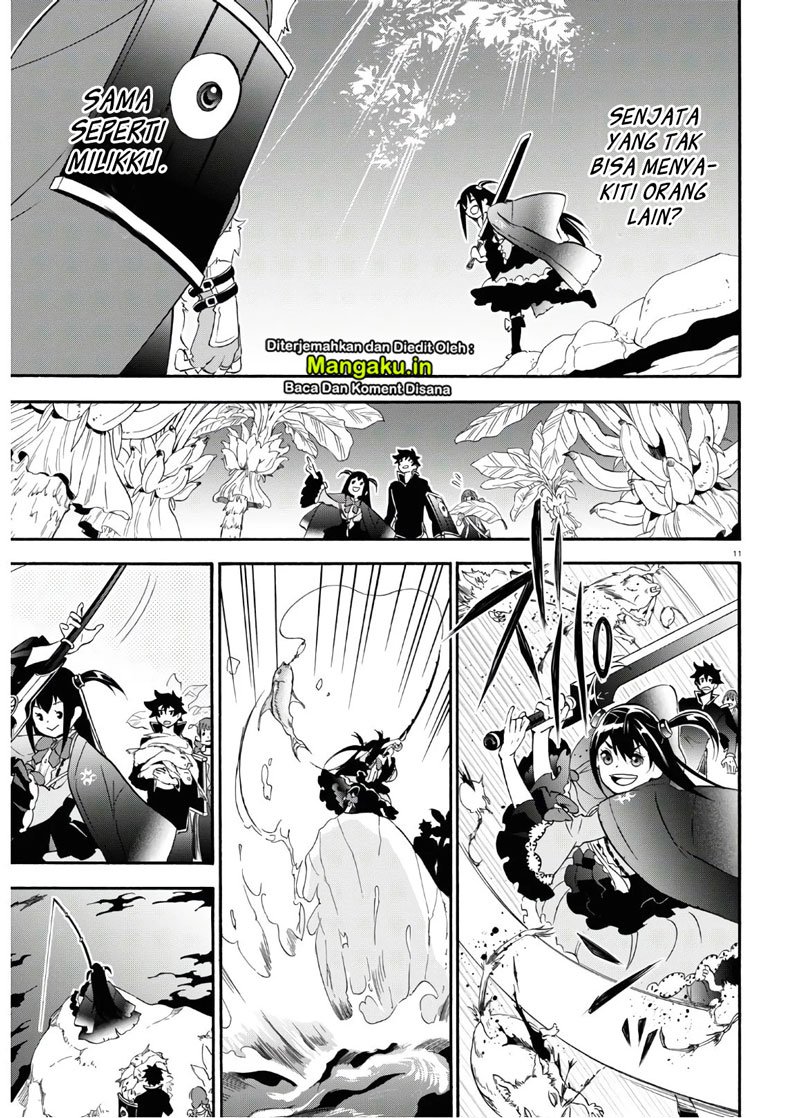 SENJATA
YANG TAK
BISA MENYA-
KITI ORANG
LAIN?
SAMA
SEPERTI
MILIKKU.
Diterjemahkan dan Diedit Oleh :
Mangaku.in
Baca Dan Koment Disana
11